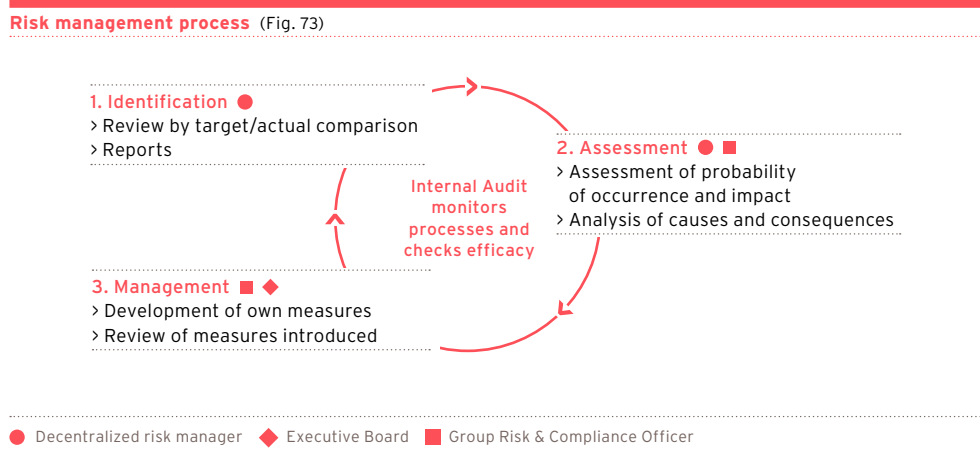 Risk management process (Fig. 73)
1. Identification
> Review by target/actual comparison
> Reports
2. Assessment
> Assessment of probability
of occurrence and impact
> Analysis of causes and consequences
Internal Audit
monitors
processes and
checks efficacy
3. Management
> Development of own measures
> Review of measures introduced
Decentralized risk manager Executive Board Group Risk & Compliance Officer